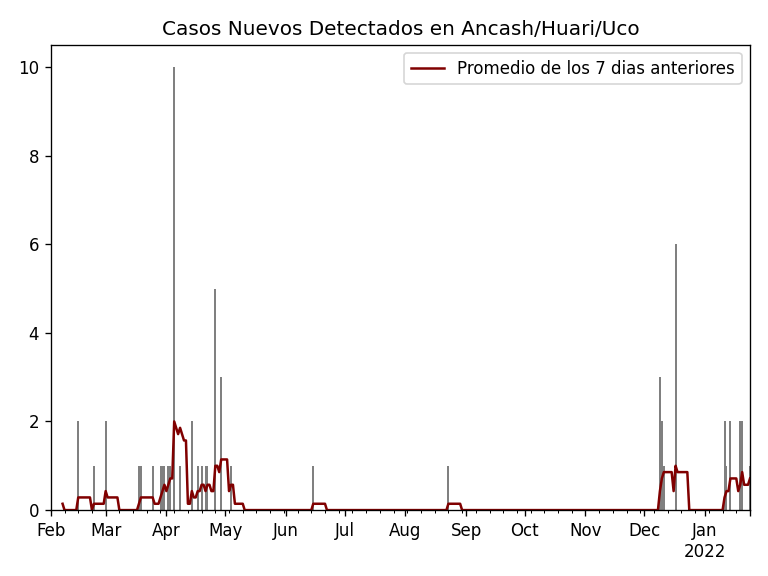 Casos Nuevos Detectados en Ancash/Huari/Uco
Promedio de los 7 dias anteriores
10
8
6
4
2
0
Feb Mar Apr May Jun Jul Aug Sep Oct Nov Dec Jan
2022